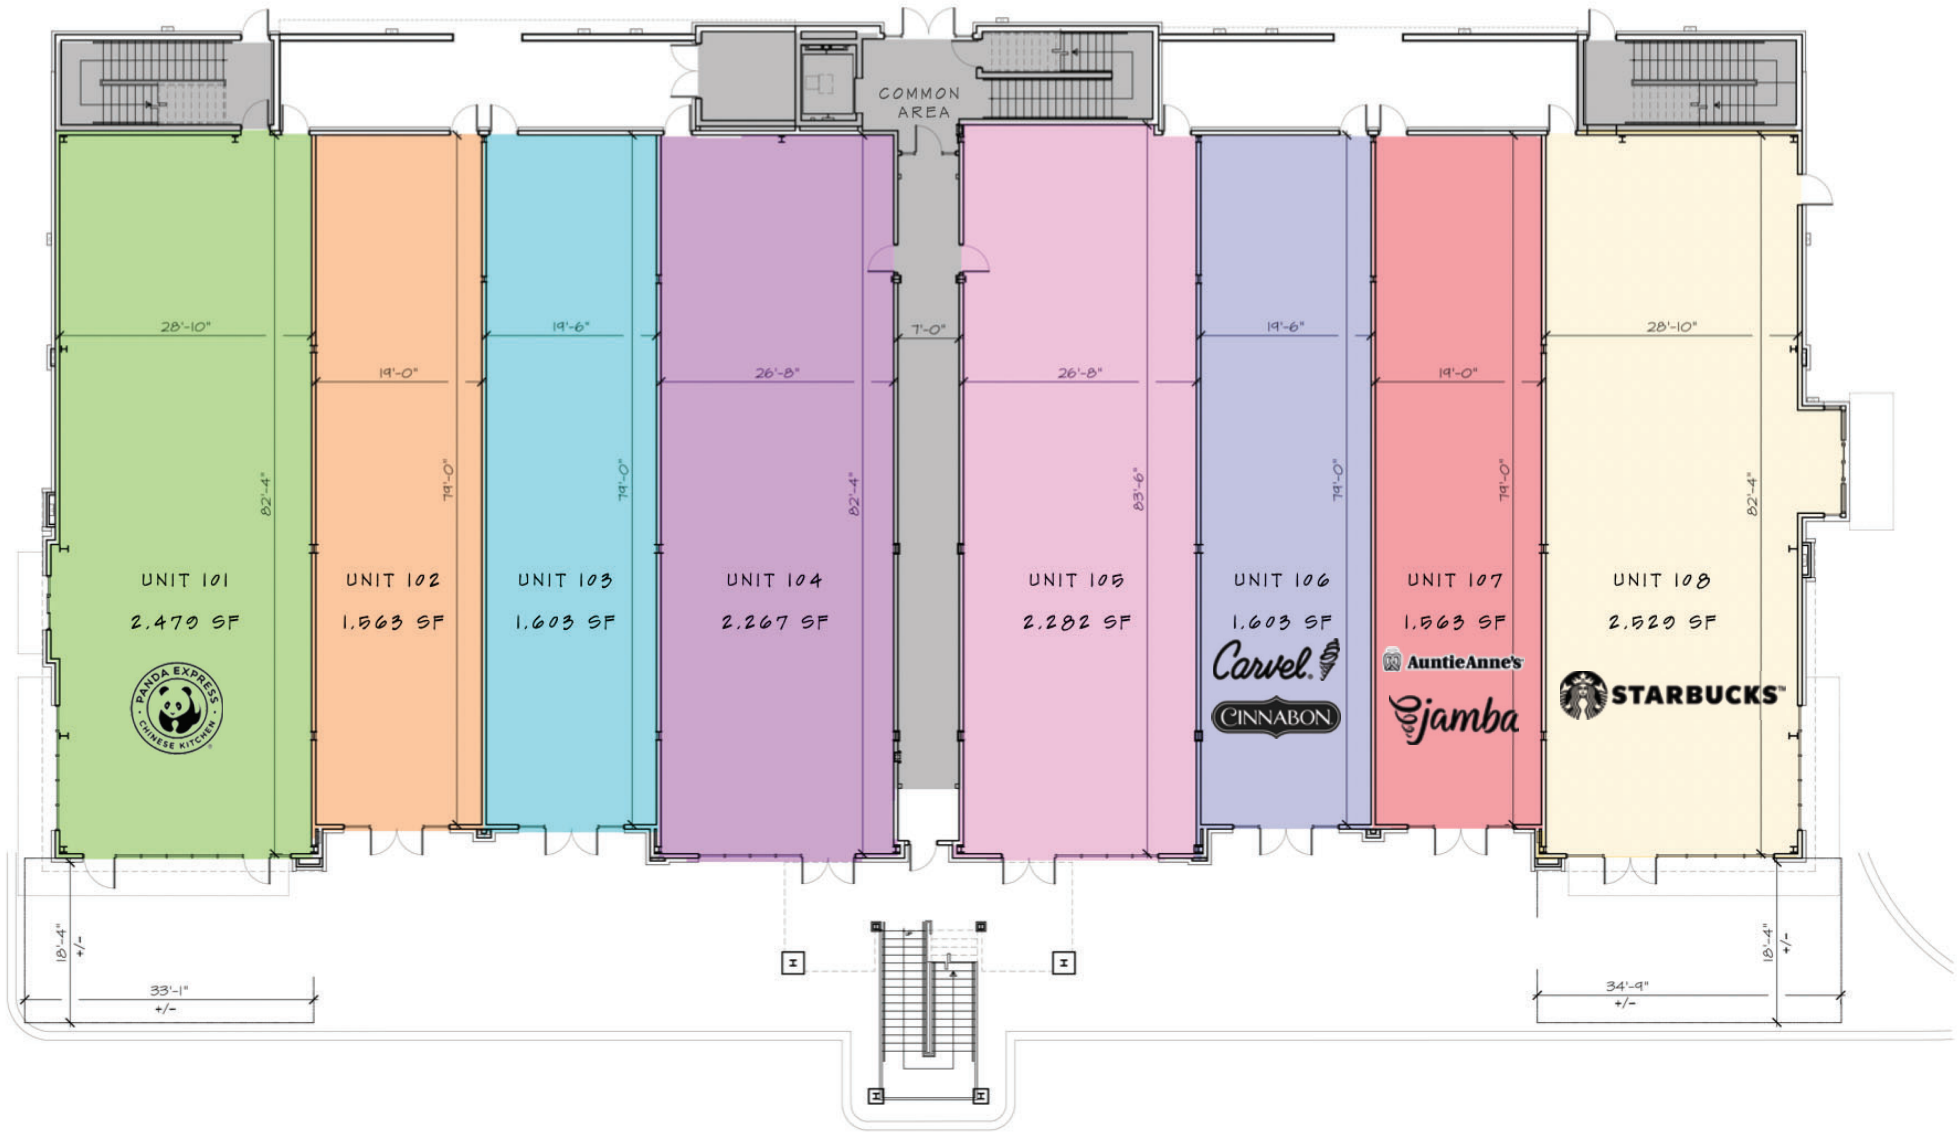 COMMON
AREA
28'-10"
19'-6"
7'-0"
19'-6"
28'-10"
19'-0"
26'-8"
26'-8"
19'-0"
82'-4"
79'-0"
79'-0"
82'-4"
83'-6"
79'-0"
79'-0"
82'-4"
UNIT 101
2,479 SF
UNIT 102
1,563 SF
UNIT 103
1,603 SF
UNIT 104
2,267 SF
UNIT 105
2,282 SF
UNIT 106
1,603 SF
UNIT 107
1,563 SF
UNIT 108
2,529 SF
PANDA EXPRESS
CHINESE KITCHEN
Carvel
CINNABON
AuntieAnne's
jamba
STARBUCKS™
18'-4"
+/-
33'-1"
+/-
34'-9"
+/-
18'-4"
+/-